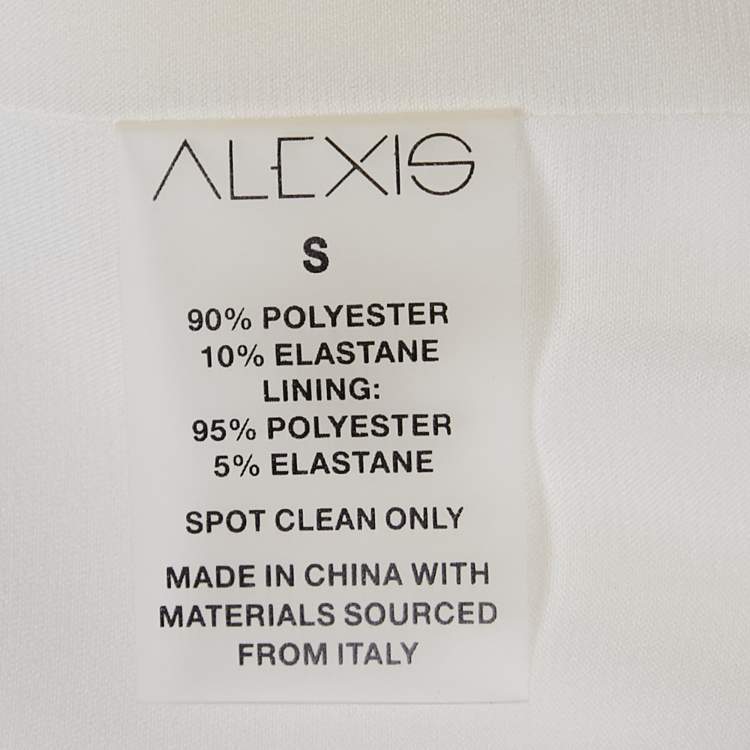 ALEXIS
S
90% POLYESTER
10% ELASTANE
LINING:
95% POLYESTER
5% ELASTANE
SPOT CLEAN ONLY
MADE IN CHINA WITH
MATERIALS SOURCED
FROM ITALY